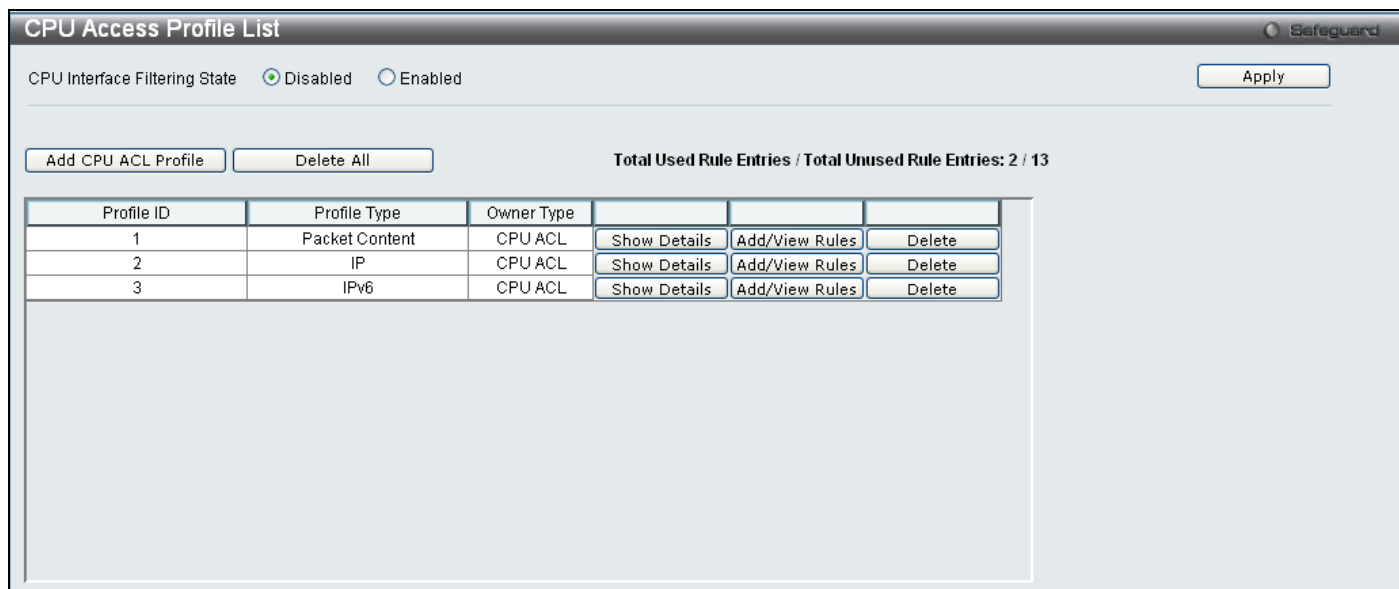 CPU Access Profile List
Safeguard
CPU Interface Filtering State Disabled Enabled Apply
Add CPU ACL Profile Delete All Total Used Rule Entries / Total Unused Rule Entries: 2 / 13
Profile ID Profile Type Owner Type
1 Packet Content CPU ACL Show Details Add/View Rules Delete
2 IP CPU ACL Show Details Add/View Rules Delete
3 IPv6 CPU ACL Show Details Add/View Rules Delete